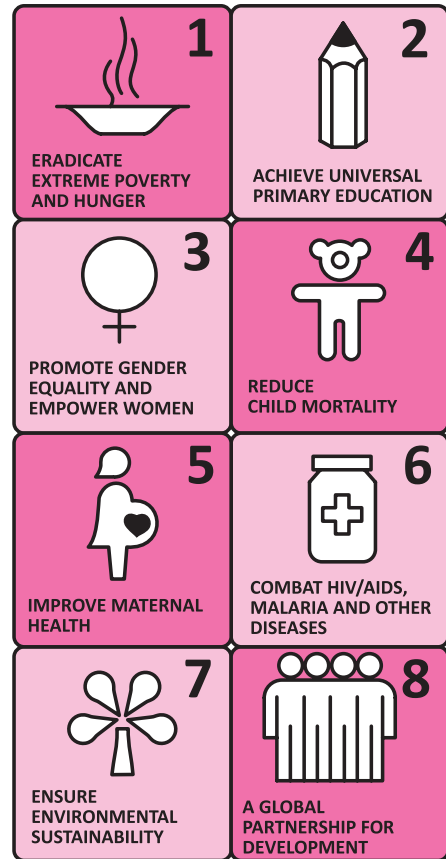 1
ERADICATE
EXTREME POVERTY
AND HUNGER
2
ACHIEVE UNIVERSAL
PRIMARY EDUCATION
3
PROMOTE GENDER
EQUALITY AND
EMPOWER WOMEN
4
REDUCE
CHILD MORTALITY
5
IMPROVE MATERNAL
HEALTH
6
COMBAT HIV/AIDS,
MALARIA AND OTHER
DISEASES
7
ENSURE
ENVIRONMENTAL
SUSTAINABILITY
8
A GLOBAL
PARTNERSHIP FOR
DEVELOPMENT